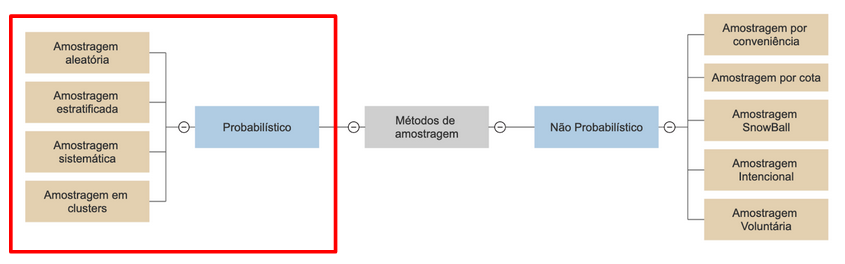 Amostragem
aleatória
Amostragem
estratificada
Amostragem
sistemática
Amostragem em
clusters
Probabilístico
Métodos de
amostragem
Não Probabilístico
Amostragem por
conveniência
Amostragem por cota
Amostragem
SnowBall
Amostragem
Intencional
Amostragem
Voluntária